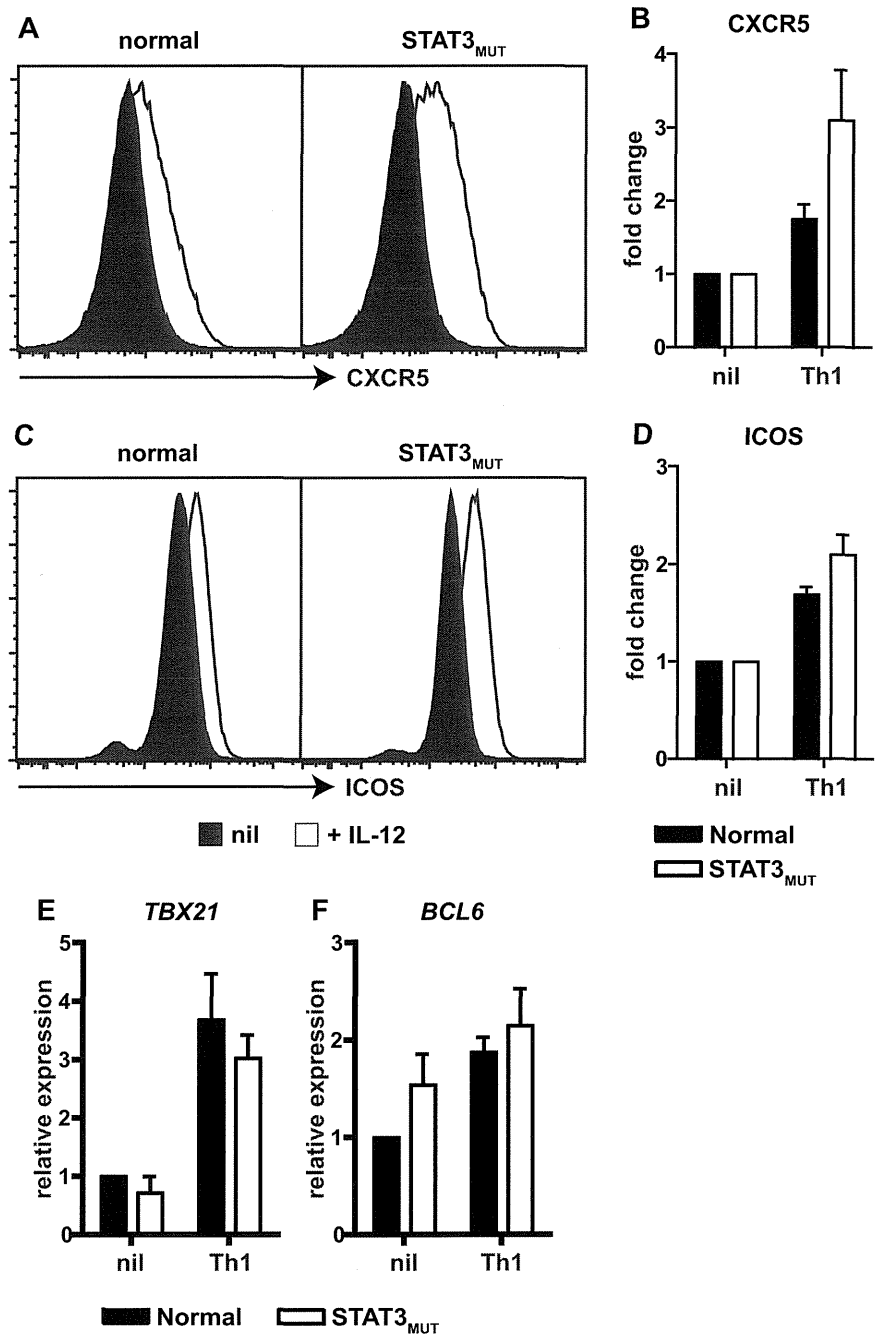 A
normal
STAT3MUT
CXCR5
B
CXCR5
fold change
4
3
2
1
0
nil
Th1
C
normal
STAT3MUT
ICOS
nil
+ IL-12
D
ICOS
fold change
3
2
1
0
nil
Th1
Normal
STAT3MUT
E
TBX21
relative expression
5
4
3
2
1
0
nil
Th1
F
BCL6
relative expression
3
2
1
0
nil
Th1
Normal
STAT3MUT